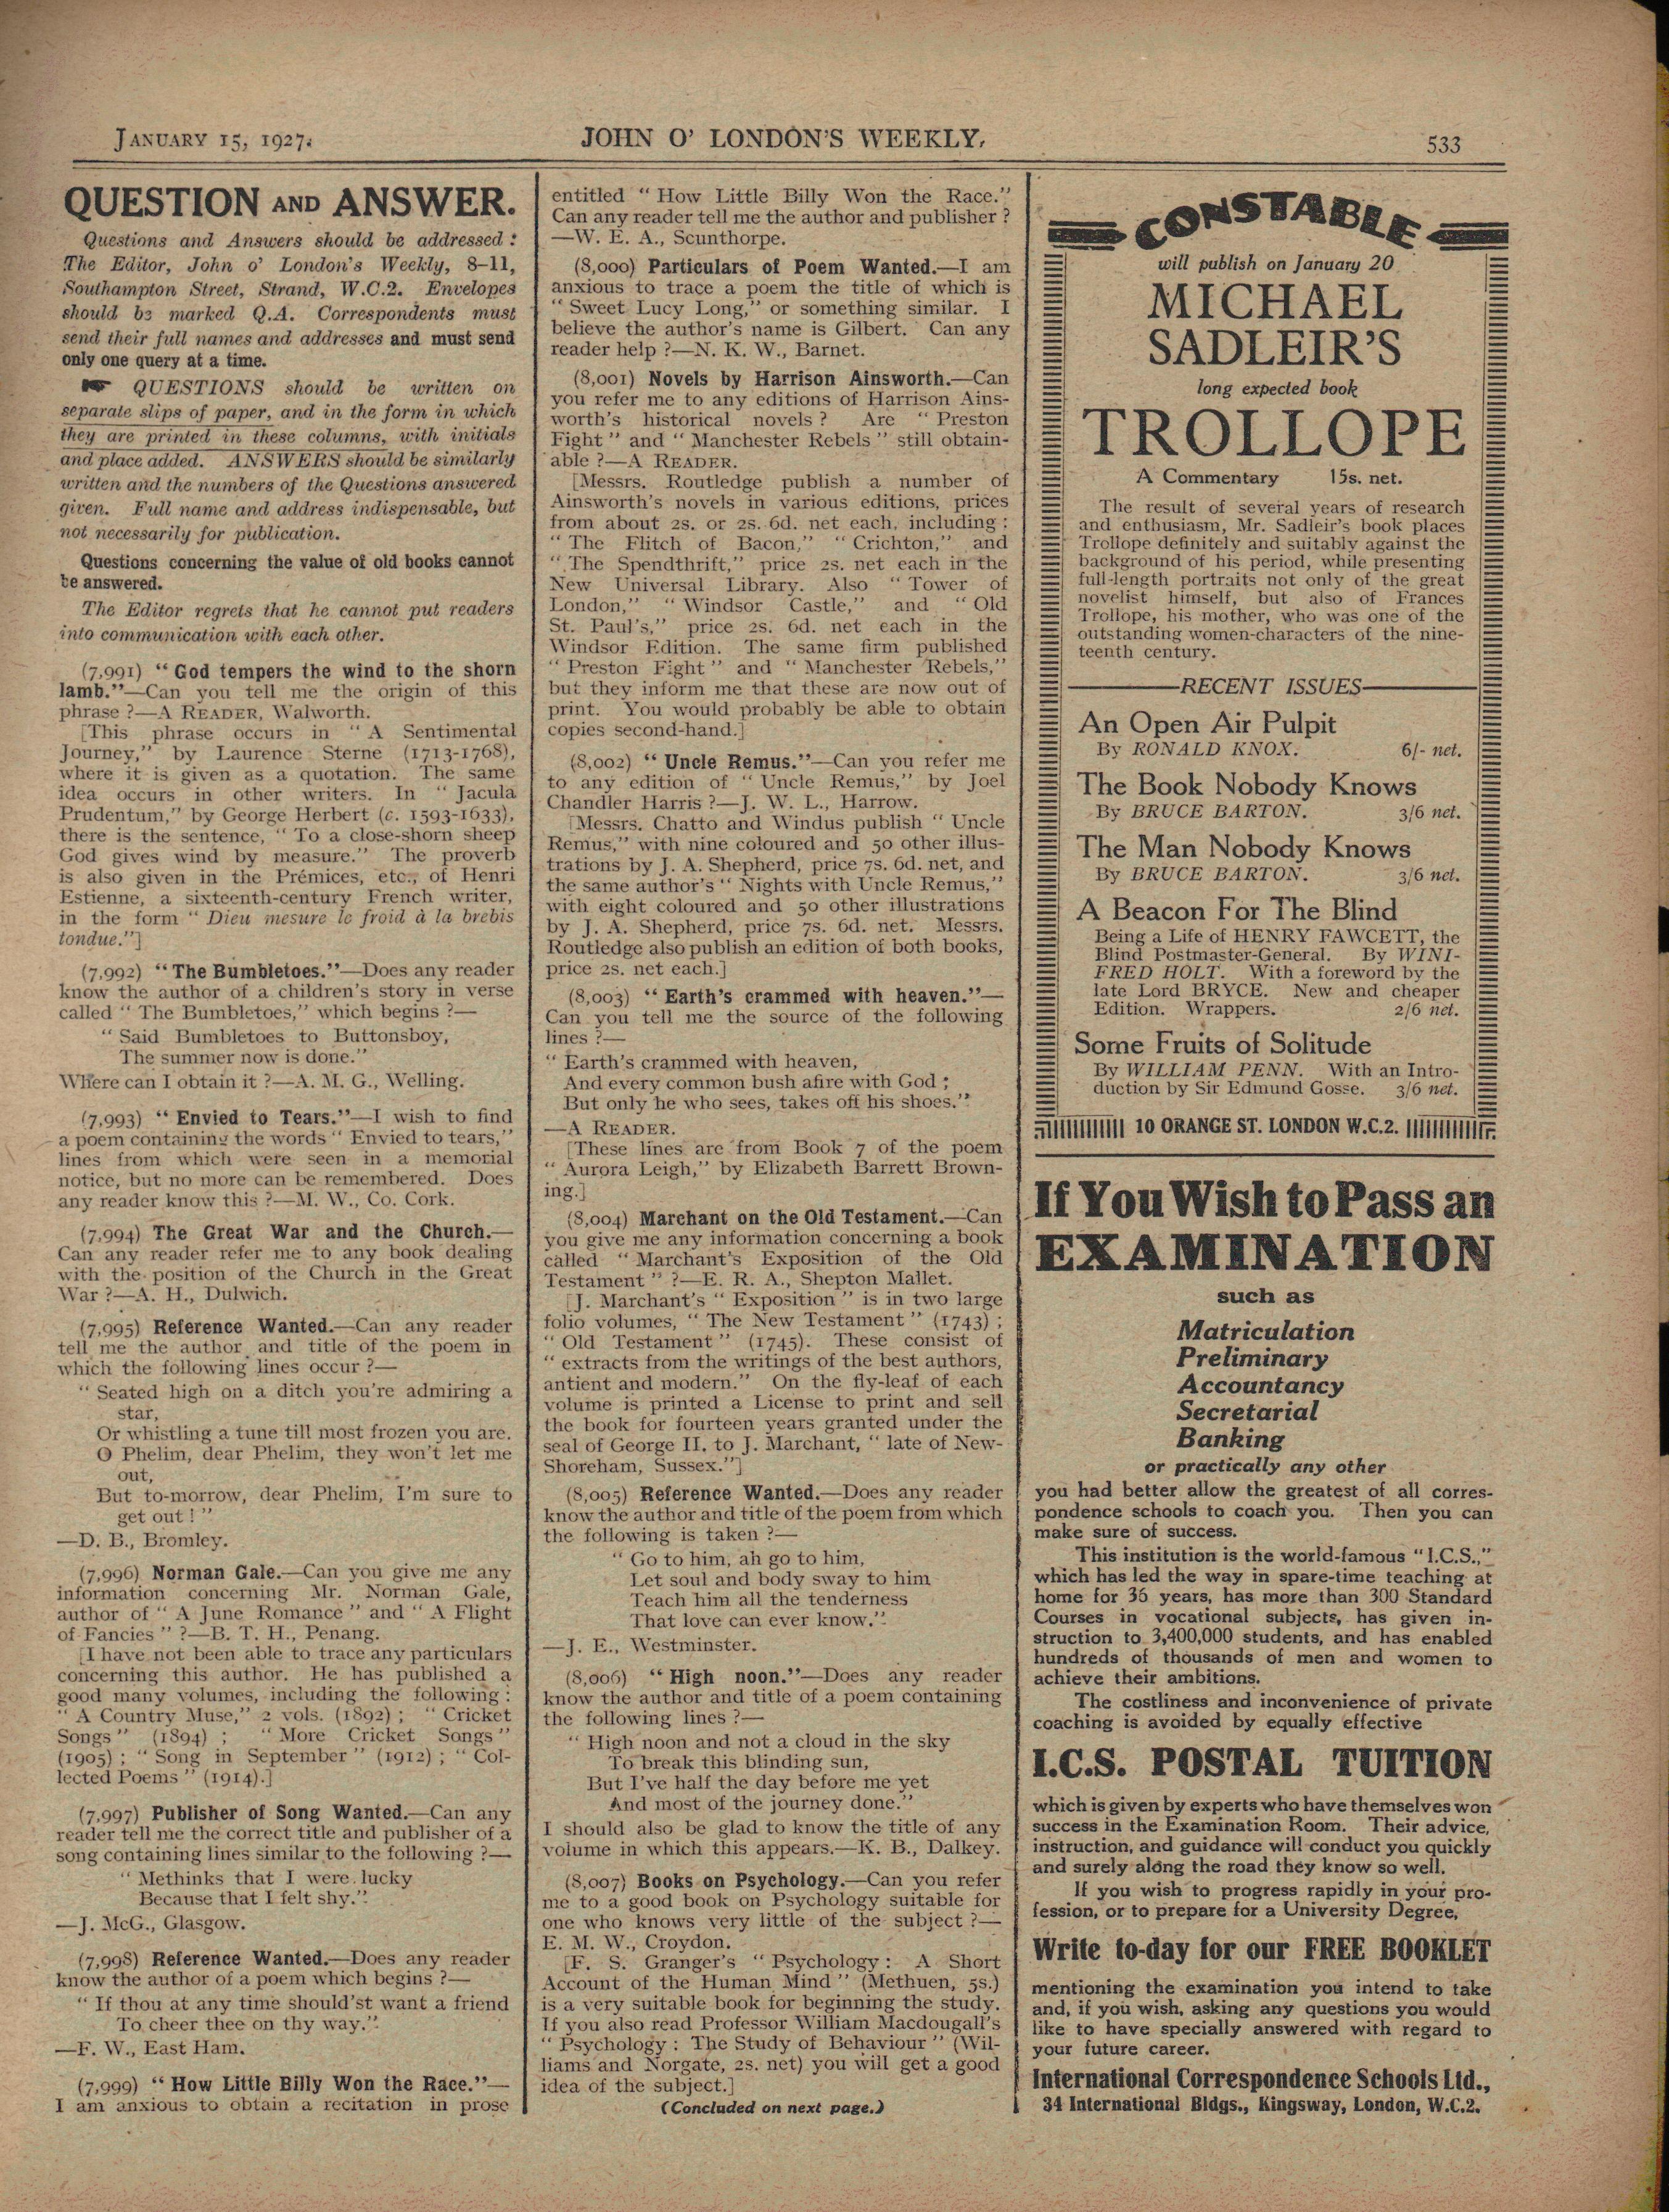 JANUARY 15, 1927.
JOHN O' LONDON'S WEEKLY.
533
QUESTION AND ANSWER.
Questions and Answers should be addressed :
The Editor, John o' London's Weekly, 8–11,
Southampton Street, Strand, W.C.2. Envelopes
should be marked Q.A. Correspondents must
send their full names and addresses and must send
only one query at a time.
☛ QUESTIONS should be written on
separate slips of paper, and in the form in which
they are printed in these columns, with initials
and place added. ANSWERS should be similarly
written and the numbers of the Questions answered
given. Full name and address indispensable, but
not necessarily for publication.
Questions concerning the value of old books cannot
be answered.
The Editor regrets that he cannot put readers
into communication with each other.
(7,991) “ God tempers the wind to the shorn
lamb.”—Can you tell me the origin of this
phrase ?—A READER, Walworth.
[This phrase occurs in “ A Sentimental
Journey,” by Laurence Sterne (1713-1768),
where it is given as a quotation. The same
idea occurs in other writers. In “ Jacula
Prudentum,” by George Herbert (c. 1593-1633),
there is the sentence, “ To a close-shorn sheep
God gives wind by measure.” The proverb
is also given in the Prémices, etc., of Henri
Estienne, a sixteenth-century French writer,
in the form “ Dieu mesure le froid à la brebis
tondue.”]
(7,992) “ The Bumbletoes.”—Does any reader
know the author of a children's story in verse
called “ The Bumbletoes,” which begins ?—
“ Said Bumbletoes to Buttonsboy,
The summer now is done.”
Where can I obtain it ?—A. M. G., Welling.
(7,993) “ Envied to Tears.”—I wish to find
a poem containing the words “ Envied to tears,”
lines from which were seen in a memorial
notice, but no more can be remembered. Does
any reader know this ?—M. W., Co. Cork.
(7,994) The Great War and the Church.—
Can any reader refer me to any book dealing
with the position of the Church in the Great
War ?—A. H., Dulwich.
(7,995) Reference Wanted.—Can any reader
tell me the author and title of the poem in
which the following lines occur ?—
“ Seated high on a ditch you're admiring a
star,
Or whistling a tune till most frozen you are.
O Phelim, dear Phelim, they won't let me
out,
But to-morrow, dear Phelim, I'm sure to
get out ! ”
—D. B., Bromley.
(7,996) Norman Gale.—Can you give me any
information concerning Mr. Norman Gale,
author of “ A June Romance ” and “ A Flight
of Fancies ” ?—B. T. H., Penang.
[I have not been able to trace any particulars
concerning this author. He has published a
good many volumes, including the following :
“ A Country Muse,” 2 vols. (1892) ; “ Cricket
Songs ” (1894) ; “ More Cricket Songs ”
(1905) ; “ Song in September ” (1912) ; “ Col-
lected Poems ” (1914).]
(7,997) Publisher of Song Wanted.—Can any
reader tell me the correct title and publisher of a
song containing lines similar to the following ?—
“ Methinks that I were lucky
Because that I felt shy.”
—J. McG., Glasgow.
(7,998) Reference Wanted.—Does any reader
know the author of a poem which begins ?—
“ If thou at any time should'st want a friend
To cheer thee on thy way.”
—F. W., East Ham.
(7,999) “ How Little Billy Won the Race.”—
I am anxious to obtain a recitation in prose
entitled “ How Little Billy Won the Race.”
Can any reader tell me the author and publisher ?
—W. E. A., Scunthorpe.
(8,000) Particulars of Poem Wanted.—I am
anxious to trace a poem the title of which is
“ Sweet Lucy Long,” or something similar. I
believe the author's name is Gilbert. Can any
reader help ?—N. K. W., Barnet.
(8,001) Novels by Harrison Ainsworth.—Can
you refer me to any editions of Harrison Ains-
worth's historical novels ? Are “ Preston
Fight ” and “ Manchester Rebels ” still obtain-
able ?—A READER.
[Messrs. Routledge publish a number of
Ainsworth's novels in various editions, prices
from about 2s. or 2s. 6d. net each, including :
“ The Flitch of Bacon,” “ Crichton,” and
“ The Spendthrift,” price 2s. net each in the
New Universal Library. Also “ Tower of
London,” “ Windsor Castle,” and “ Old
St. Paul's,” price 2s. 6d. net each in the
Windsor Edition. The same firm published
“ Preston Fight ” and “ Manchester Rebels,”
but they inform me that these are now out of
print. You would probably be able to obtain
copies second-hand.]
(8,002) “ Uncle Remus.”—Can you refer me
to any edition of “ Uncle Remus,” by Joel
Chandler Harris ?—J. W. L., Harrow.
[Messrs. Chatto and Windus publish “ Uncle
Remus,” with nine coloured and 50 other illus-
trations by J. A. Shepherd, price 7s. 6d. net, and
the same author's “ Nights with Uncle Remus,”
with eight coloured and 50 other illustrations
by J. A. Shepherd, price 7s. 6d. net. Messrs.
Routledge also publish an edition of both books,
price 2s. net each.]
(8,003) “ Earth's crammed with heaven.”—
Can you tell me the source of the following
lines ?—
“ Earth's crammed with heaven,
And every common bush afire with God ;
But only he who sees, takes off his shoes.”
—A READER.
[These lines are from Book 7 of the poem
“ Aurora Leigh,” by Elizabeth Barrett Brown-
ing.]
(8,004) Marchant on the Old Testament.—Can
you give me any information concerning a book
called “ Marchant's Exposition of the Old
Testament ” ?—E. R. A., Shepton Mallet.
[J. Marchant's “ Exposition ” is in two large
folio volumes, “ The New Testament ” (1743) ;
“ Old Testament ” (1745). These consist of
“ extracts from the writings of the best authors,
antient and modern.” On the fly-leaf of each
volume is printed a License to print and sell
the book for fourteen years granted under the
seal of George II. to J. Marchant, “ late of New-
Shoreham, Sussex.”]
(8,005) Reference Wanted.—Does any reader
know the author and title of the poem from which
the following is taken ?—
“ Go to him, ah go to him,
Let soul and body sway to him
Teach him all the tenderness
That love can ever know.”
—J. E., Westminster.
(8,006) “ High noon.”—Does any reader
know the author and title of a poem containing
the following lines ?—
“ High noon and not a cloud in the sky
To break this blinding sun,
But I've half the day before me yet
And most of the journey done.”
I should also be glad to know the title of any
volume in which this appears.—K. B., Dalkey.
(8,007) Books on Psychology.—Can you refer
me to a good book on Psychology suitable for
one who knows very little of the subject ?—
E. M. W., Croydon.
[F. S. Granger's “ Psychology : A Short
Account of the Human Mind ” (Methuen, 5s.)
is a very suitable book for beginning the study.
If you also read Professor William Macdougall's
“ Psychology : The Study of Behaviour ” (Wil-
liams and Norgate, 2s. net) you will get a good
idea of the subject.]
(Concluded on next page.)
CONSTABLE
will publish on January 20
MICHAEL
SADLEIR'S
long expected book
TROLLOPE
A Commentary 15s. net.
The result of several years of research
and enthusiasm, Mr. Sadleir's book places
Trollope definitely and suitably against the
background of his period, while presenting
full-length portraits not only of the great
novelist himself, but also of Frances
Trollope, his mother, who was one of the
outstanding women-characters of the nine-
teenth century.
RECENT ISSUES
An Open Air Pulpit
By RONALD KNOX. 6/- net.
The Book Nobody Knows
By BRUCE BARTON. 3/6 net.
The Man Nobody Knows
By BRUCE BARTON. 3/6 net.
A Beacon For The Blind
Being a Life of HENRY FAWCETT, the
Blind Postmaster-General. By WINI-
FRED HOLT. With a foreword by the
late Lord BRYCE. New and cheaper
Edition. Wrappers. 2/6 net.
Some Fruits of Solitude
By WILLIAM PENN. With an Intro-
duction by Sir Edmund Gosse. 3/6 net.
10 ORANGE ST. LONDON W.C.2.
If You Wish to Pass an
EXAMINATION
such as
Matriculation
Preliminary
Accountancy
Secretarial
Banking
or practically any other
you had better allow the greatest of all corres-
pondence schools to coach you. Then you can
make sure of success.
This institution is the world-famous “I.C.S.,”
which has led the way in spare-time teaching at
home for 36 years, has more than 300 Standard
Courses in vocational subjects, has given in-
struction to 3,400,000 students, and has enabled
hundreds of thousands of men and women to
achieve their ambitions.
The costliness and inconvenience of private
coaching is avoided by equally effective
I.C.S. POSTAL TUITION
which is given by experts who have themselves won
success in the Examination Room. Their advice,
instruction, and guidance will conduct you quickly
and surely along the road they know so well.
If you wish to progress rapidly in your pro-
fession, or to prepare for a University Degree,
Write to-day for our FREE BOOKLET
mentioning the examination you intend to take
and, if you wish, asking any questions you would
like to have specially answered with regard to
your future career.
International Correspondence Schools Ltd.,
34 International Bldgs., Kingsway, London, W.C.2.